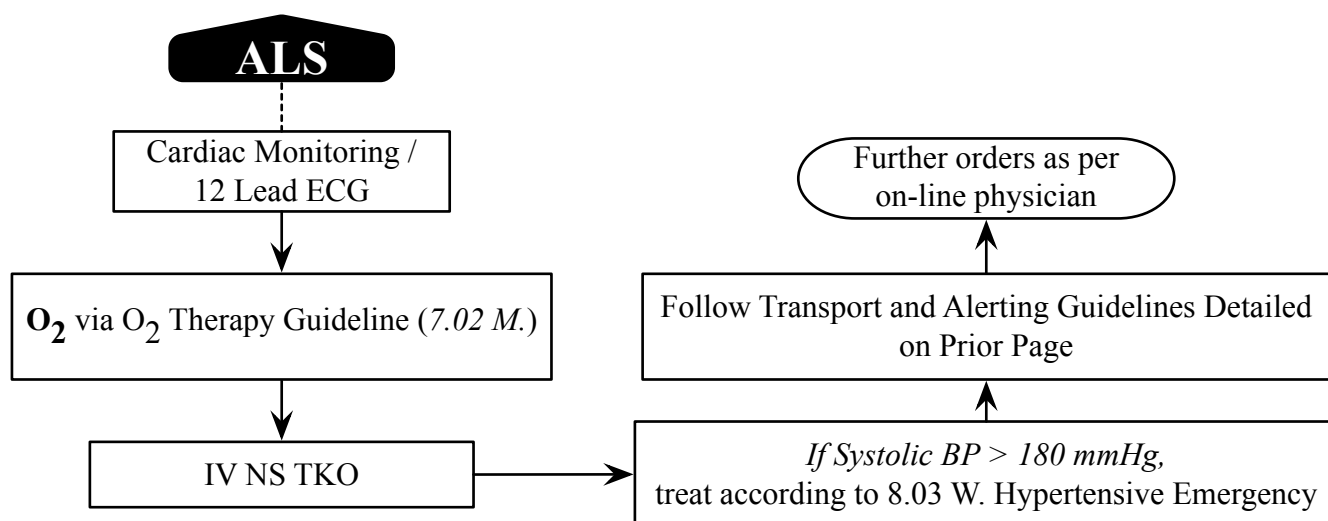 ALS
Cardiac Monitoring /
12 Lead ECG
O2 via O2 Therapy Guideline (7.02 M.)
IV NS TKO
If Systolic BP > 180 mmHg,
treat according to 8.03 W. Hypertensive Emergency
Follow Transport and Alerting Guidelines Detailed
on Prior Page
Further orders as per
on-line physician